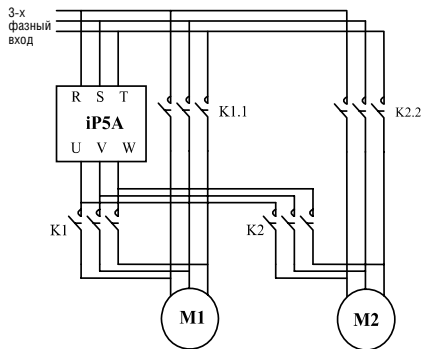 3-х
фазный
вход
R S T
iP5A
U V W
K1.1
K2.2
K1
K2
M1
M2